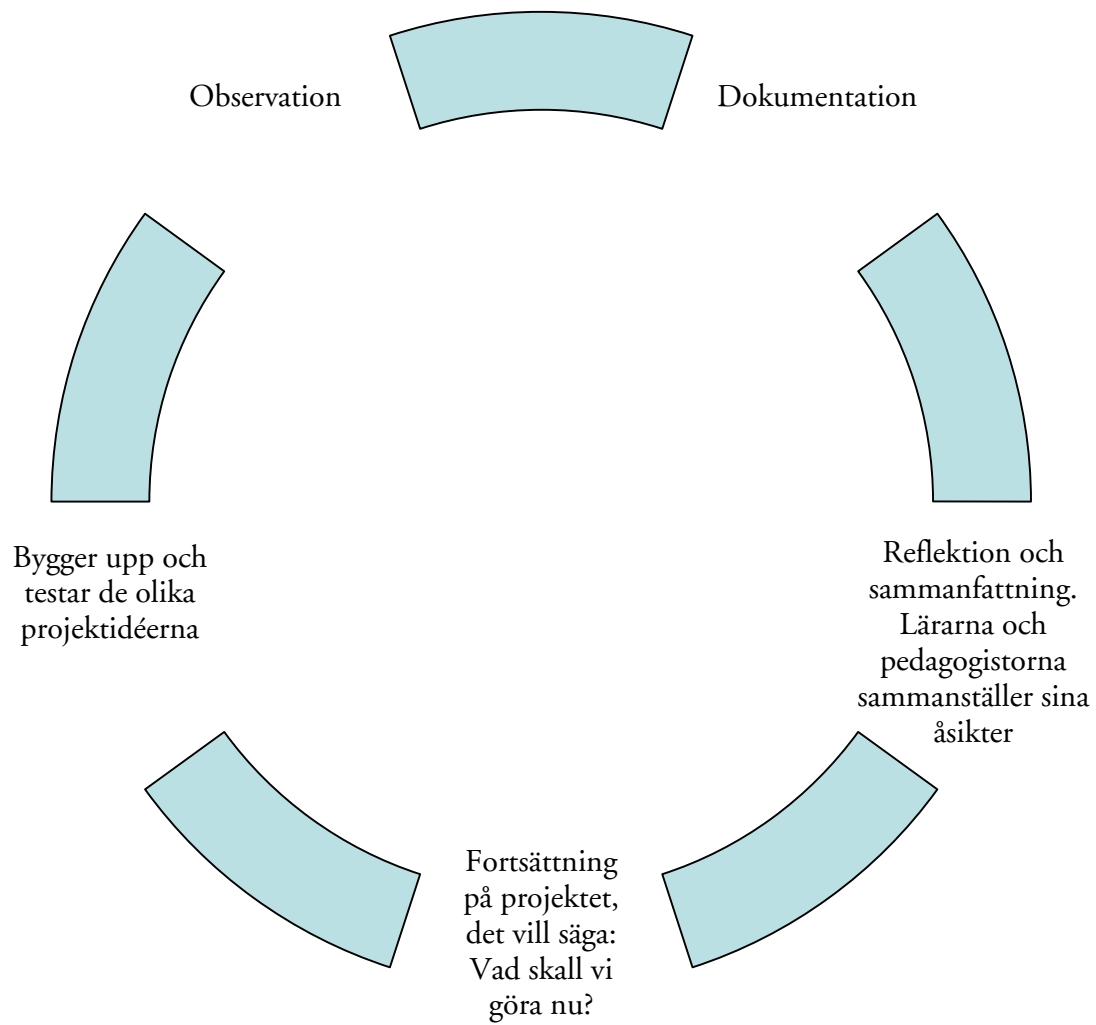 Observation
Dokumentation
Reflektion och
sammanfattning.
Lärarna och
pedagogistorna
sammanställer sina
åsikter
Fortsättning
på projektet,
det vill säga:
Vad skall vi
göra nu?
Bygger upp och
testar de olika
projektidéerna